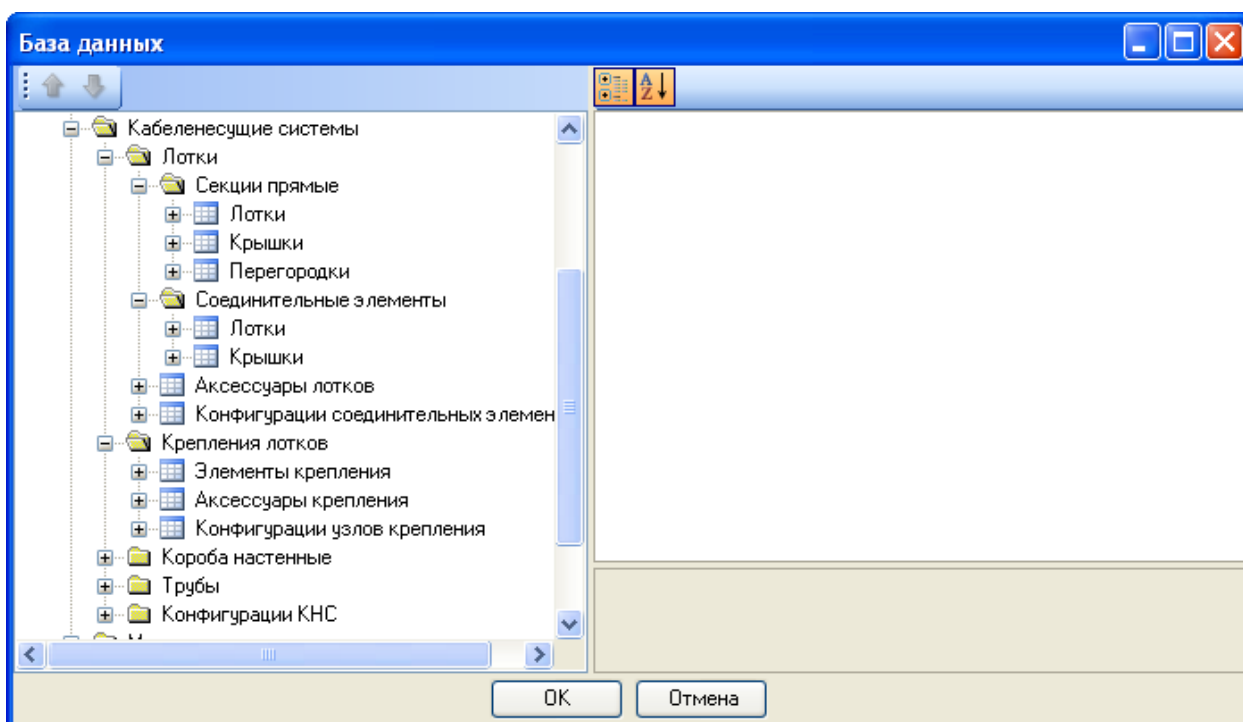 База данных
Кабеленесущие системы
Лотки
Секции прямые
Лотки
Крышки
Перегородки
Соединительные элементы
Лотки
Крышки
Аксессуары лотков
Конфигурации соединительных элемен
Крепления лотков
Элементы крепления
Аксессуары крепления
Конфигурации узлов крепления
Короба настенные
Трубы
Конфигурации КНС
OK
Отмена